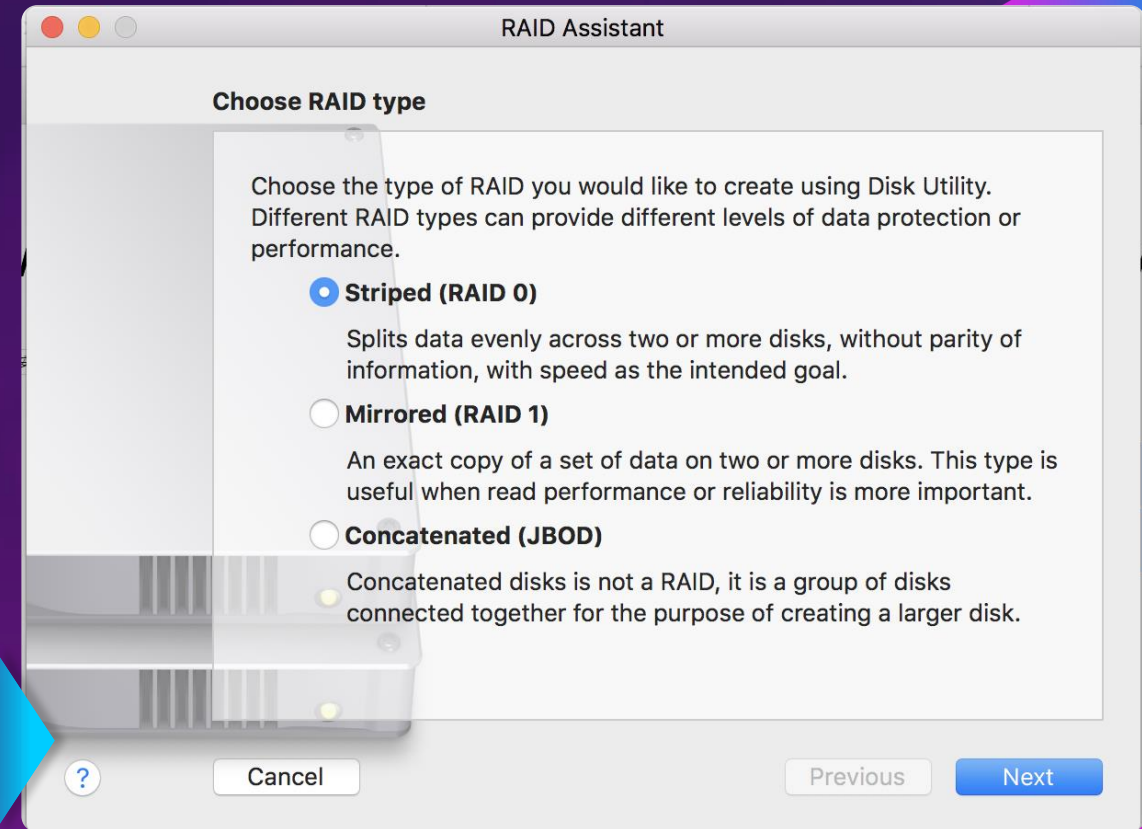 RAID Assistant
Choose RAID type
Choose the type of RAID you would like to create using Disk Utility.
Different RAID types can provide different levels of data protection or
performance.
Striped (RAID 0)
Splits data evenly across two or more disks, without parity of
information, with speed as the intended goal.
Mirrored (RAID 1)
An exact copy of a set of data on two or more disks. This type is
useful when read performance or reliability is more important.
Concatenated (JBOD)
Concatenated disks is not a RAID, it is a group of disks
connected together for the purpose of creating a larger disk.
?
Cancel
Previous
Next